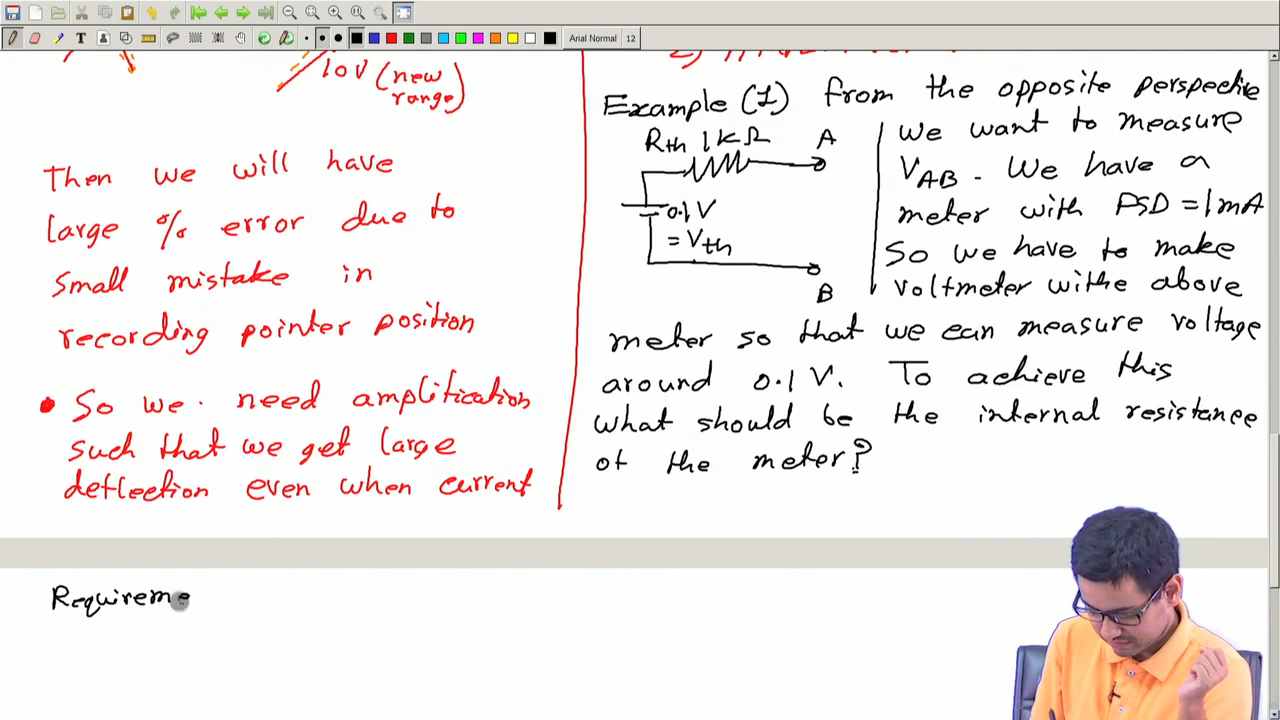 Arial Normal 12
10V (new
range)
Then we will have
large % error due to
small mistake in
recording pointer position
• So we need amplification
such that we get large
deflection even when current
Example (1) from the opposite perspective
Rth 1kΩ A
0.1 V
= Vth
B
We want to measure
VAB. We have a
meter with FSD = 1mA
So we have to make
voltmeter withe above
meter so that we can measure voltage
around 0.1 V. To achieve this
what should be the internal resistance
of the meter?
Requireme